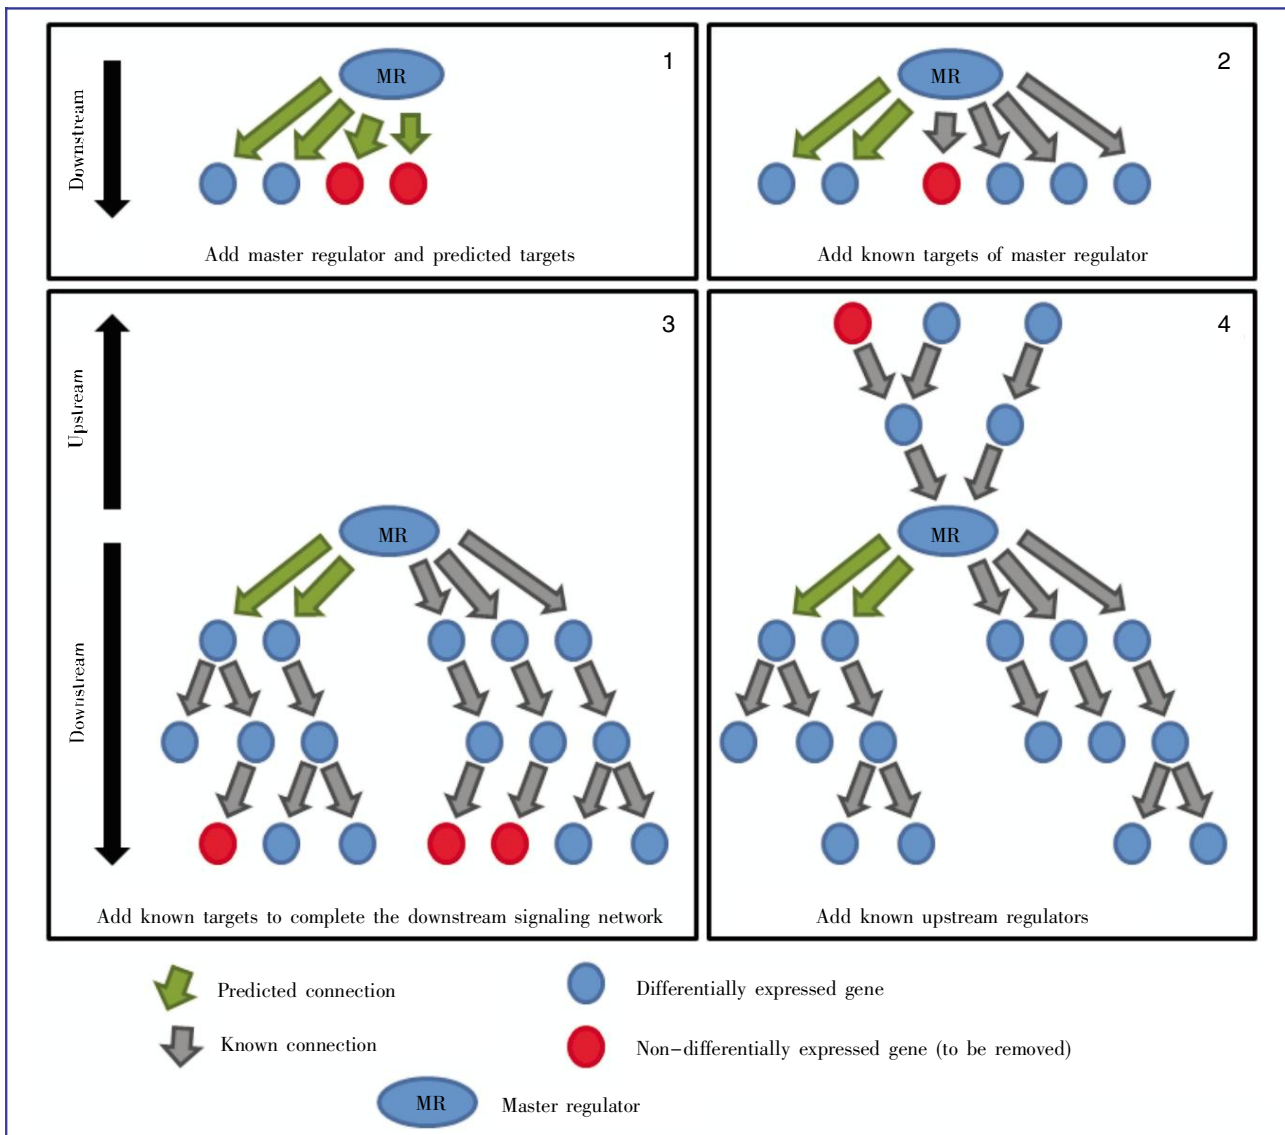 1
MR
Downstream
Add master regulator and predicted targets
2
MR
Add known targets of master regulator
3
Upstream
MR
Downstream
Add known targets to complete the downstream signaling network
4
MR
Add known upstream regulators
Predicted connection
Differentially expressed gene
Known connection
Non-differentially expressed gene (to be removed)
MR
Master regulator